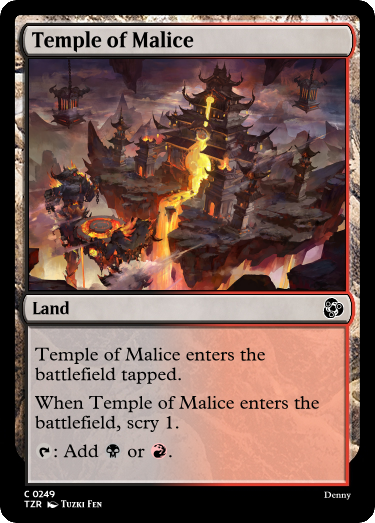 Temple of Malice
Land
Temple of Malice enters the
battlefield tapped.
When Temple of Malice enters the
battlefield, scry 1.
: Add or .
C 0249
Denny
TZR Tuzki Fen